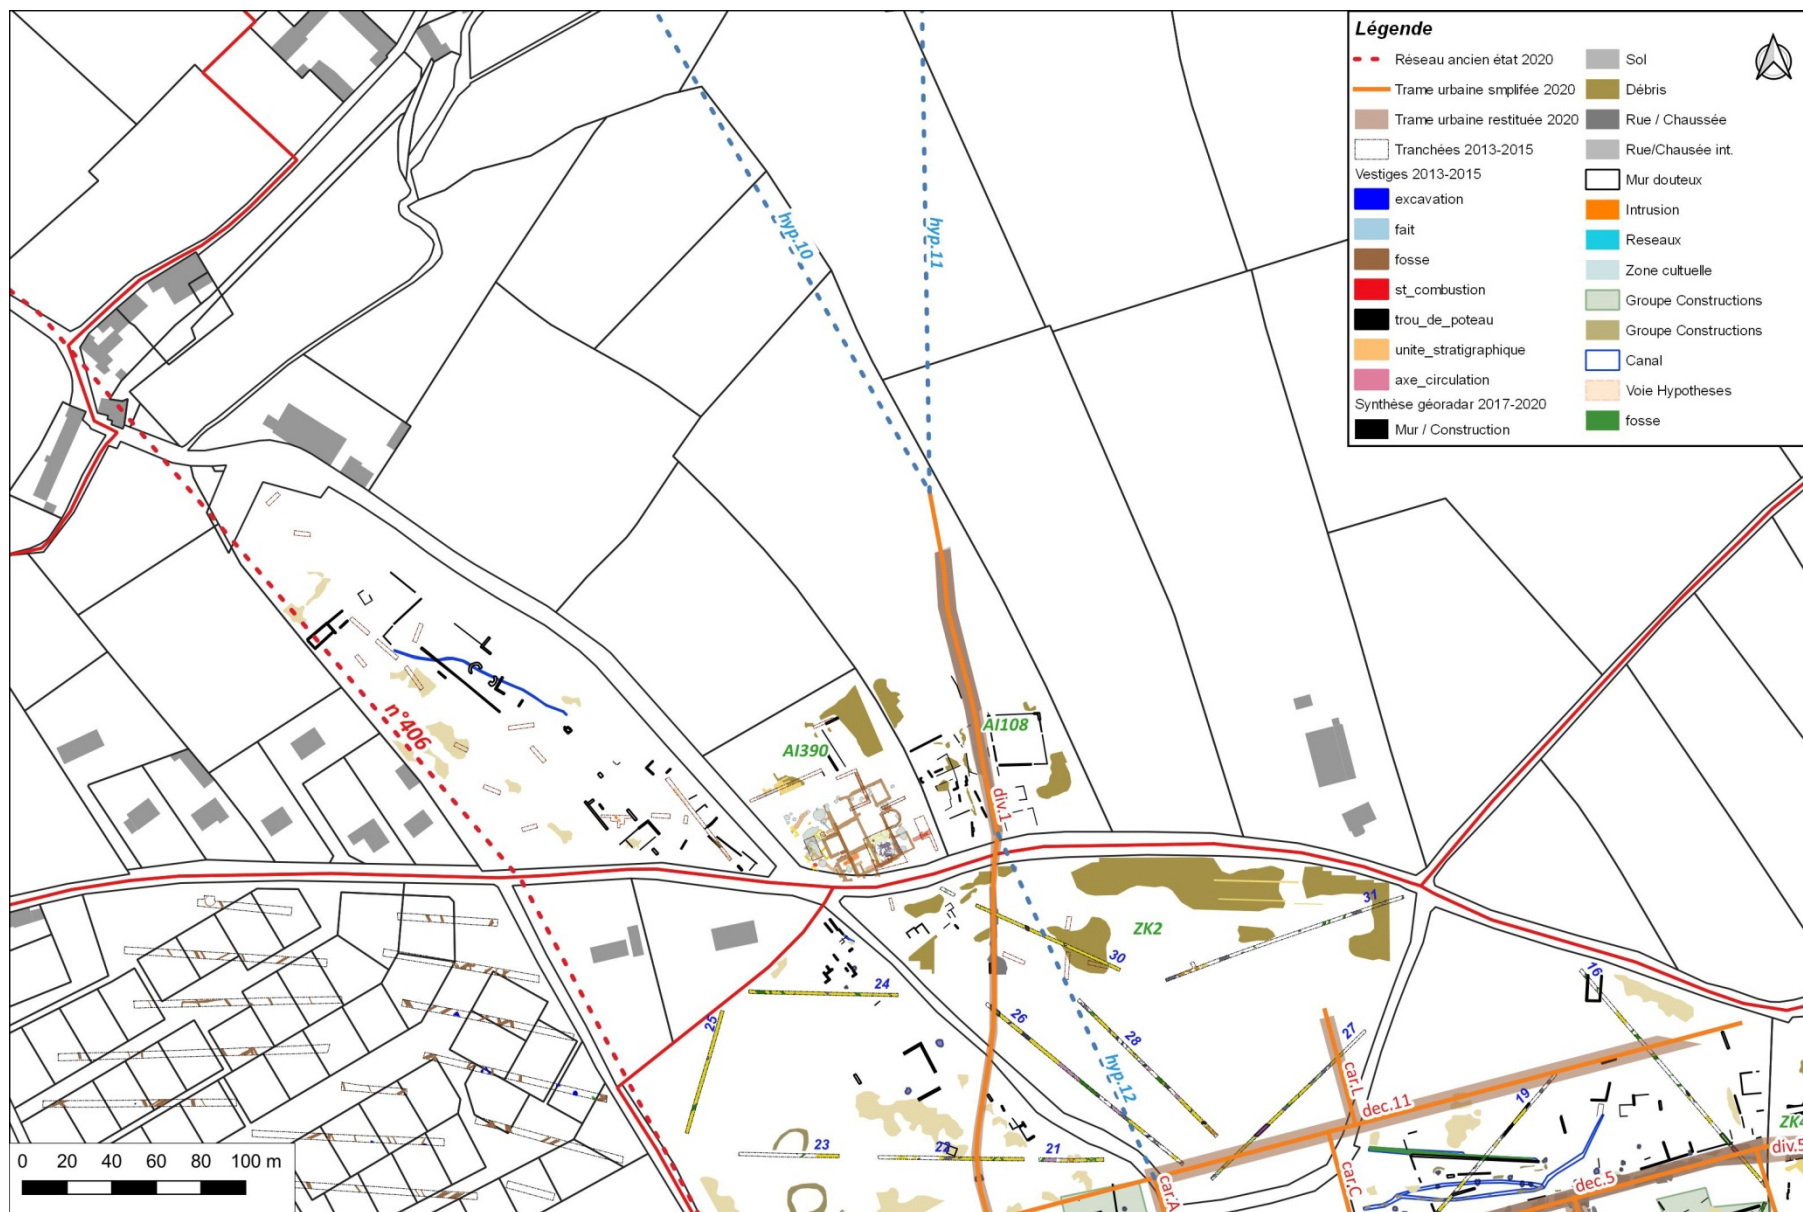 Légende
Réseau ancien état 2020
Trame urbaine smplifée 2020
Trame urbaine restituée 2020
Tranchées 2013-2015
Vestiges 2013-2015
excavation
fait
fosse
st_combustion
trou_de_poteau
unite_stratigraphique
axe_circulation
Synthèse géoradar 2017-2020
Mur / Construction
Sol
Débris
Rue / Chaussée
Rue/Chausée int.
Mur douteux
Intrusion
Reseaux
Zone cultuelle
Groupe Constructions
Groupe Constructions
Canal
Voie Hypotheses
fosse
hyp.10
hyp.11
n°406
AI390
AI108
div.1
ZK2
31
30
24
25
26
28
27
16
hyp.12
car.L
dec.11
19
23
22
21
car.A
car.C
dec.5
ZK4
div.5
0 20 40 60 80 100 m